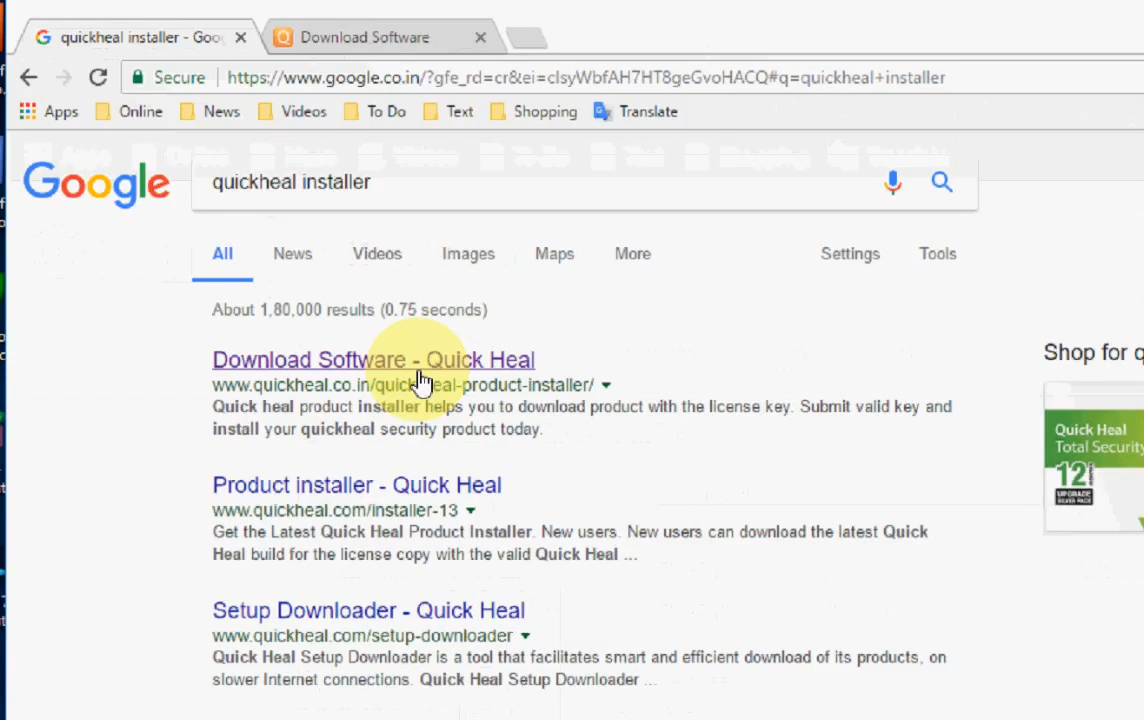 quickheal installer - Goo
Download Software
Secure https://www.google.co.in/?gfe_rd=cr&ei=clsyWbfAH7HT8geGvoHACQ#q=quickheal+installer
Apps Online News Videos To Do Text Shopping Translate
Google quickheal installer
All News Videos Images Maps More Settings Tools
About 1,80,000 results (0.75 seconds)
Download Software - Quick Heal
www.quickheal.co.in/quick-heal-product-installer/
Quick heal product installer helps you to download product with the license key. Submit valid key and
install your quickheal security product today.
Product installer - Quick Heal
www.quickheal.com/installer-13
Get the Latest Quick Heal Product Installer. New users. New users can download the latest Quick
Heal build for the license copy with the valid Quick Heal ...
Setup Downloader - Quick Heal
www.quickheal.com/setup-downloader
Quick Heal Setup Downloader is a tool that facilitates smart and efficient download of its products, on
slower Internet connections. Quick Heal Setup Downloader ...
Shop for q
Quick Heal
Total Security
12
UPGRADE
SILVER PACK